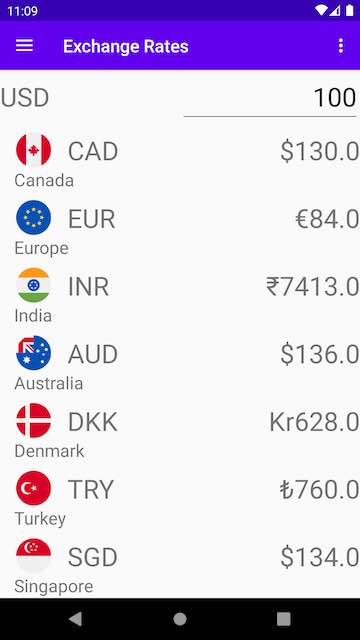 11:09
Exchange Rates
USD 100
CAD $130.0
Canada
EUR €84.0
Europe
INR ₹7413.0
India
AUD $136.0
Australia
DKK Kr628.0
Denmark
TRY ₺760.0
Turkey
SGD $134.0
Singapore